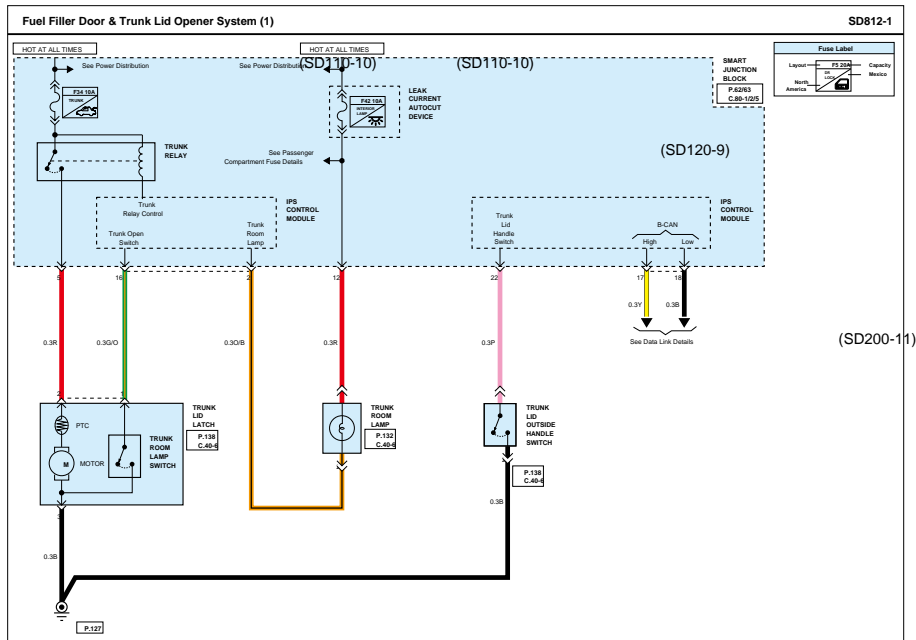 Fuel Filler Door & Trunk Lid Opener System (1)
SD812-1
HOT AT ALL TIMES
HOT AT ALL TIMES
Fuse Label
Layout
F5 20A
Capacity
DR
LOCK
Mexico
North
America
See Power Distribution
(SD110-10)
See Power Distribution
(SD110-10)
SMART
JUNCTION
BLOCK
P.62/63
C.80-1/2/5
F34 10A
TRUNK
F42 10A
INTERIOR
LAMP
LEAK
CURRENT
AUTOCUT
DEVICE
TRUNK
RELAY
See Passenger
Compartment Fuse Details
(SD120-9)
Trunk
Relay Control
IPS
CONTROL
MODULE
IPS
CONTROL
MODULE
Trunk Open
Switch
Trunk
Room
Lamp
Trunk
Lid
Handle
Switch
B-CAN
High
Low
5
16
2
12
22
17
18
0.3R
0.3G/O
0.3O/B
0.3R
0.3P
0.3Y
0.3B
See Data Link Details
(SD200-11)
2
1
PTC
M
MOTOR
TRUNK
ROOM
LAMP
SWITCH
TRUNK
LID
LATCH
P.138
C.40-6
TRUNK
ROOM
LAMP
P.132
C.40-6
TRUNK
LID
OUTSIDE
HANDLE
SWITCH
P.138
C.40-6
3
0.3B
0.3B
P.127